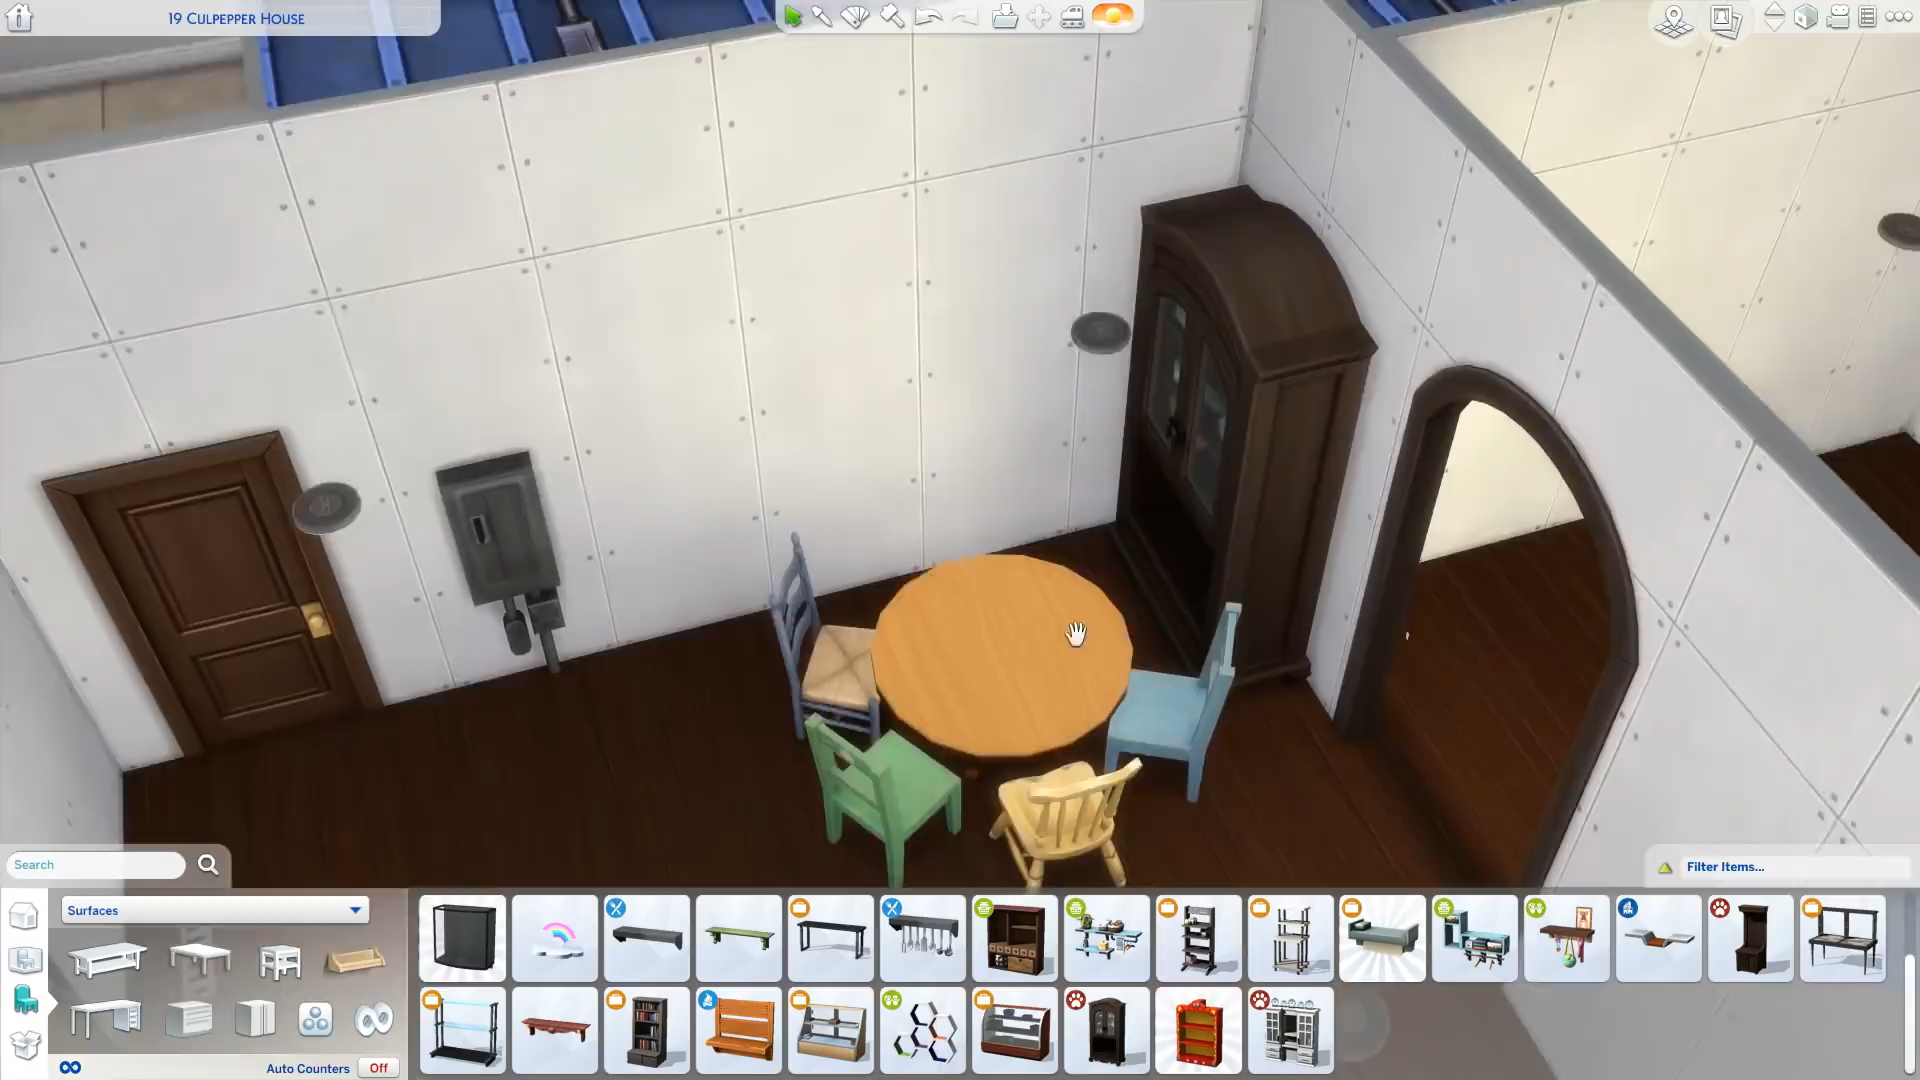 19 Culpepper House
Search
Filter Items...
Surfaces
Auto Counters
Off